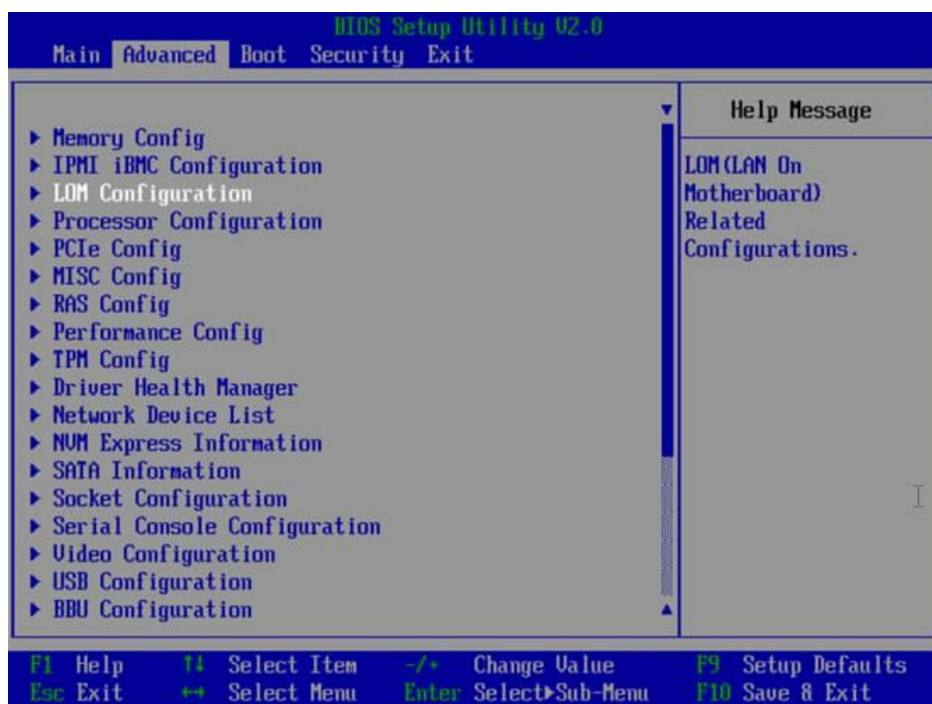 BIOS Setup Utility V2.0
Main Advanced Boot Security Exit
Help Message
▶ Memory Config
▶ IPMI iBMC Configuration
▶ LOM Configuration
▶ Processor Configuration
▶ PCIe Config
▶ MISC Config
▶ RAS Config
▶ Performance Config
▶ TPM Config
▶ Driver Health Manager
▶ Network Device List
▶ NVM Express Information
▶ SATA Information
▶ Socket Configuration
▶ Serial Console Configuration
▶ Video Configuration
▶ USB Configuration
▶ BBU Configuration
LOM(LAN On
Motherboard)
Related
Configurations.
F1 Help ↑↓ Select Item -/+ Change Value F9 Setup Defaults
Esc Exit ↔ Select Menu Enter Select▶Sub-Menu F10 Save & Exit